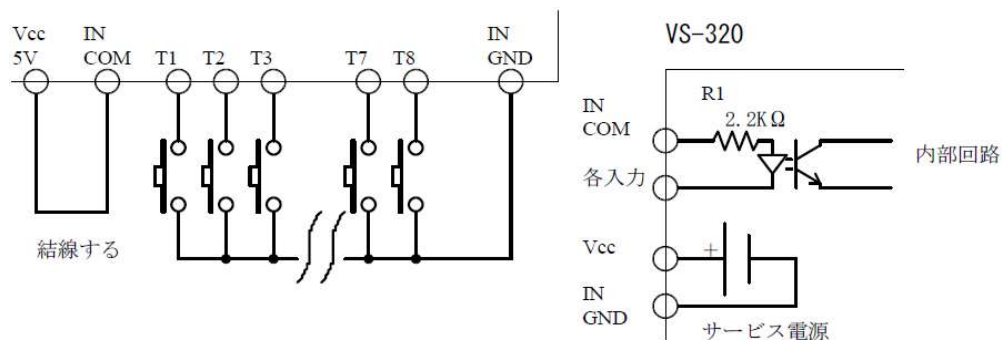 Vcc
5V
IN
COM
T1
T2
T3
T7
T8
IN
GND
結線する
VS-320
R1
2.2KΩ
IN
COM
各入力
内部回路
Vcc
+
IN
GND
サービス電源